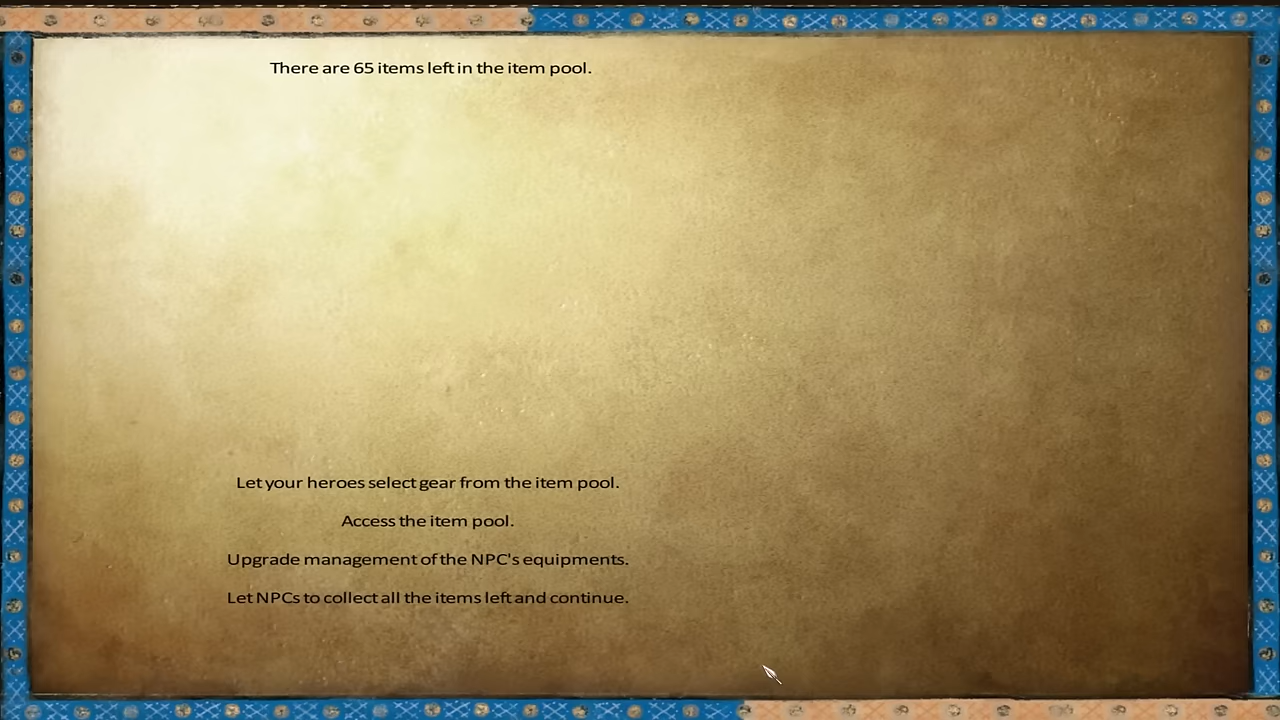 There are 65 items left in the item pool.
Let your heroes select gear from the item pool.
Access the item pool.
Upgrade management of the NPC's equipments.
Let NPCs to collect all the items left and continue.